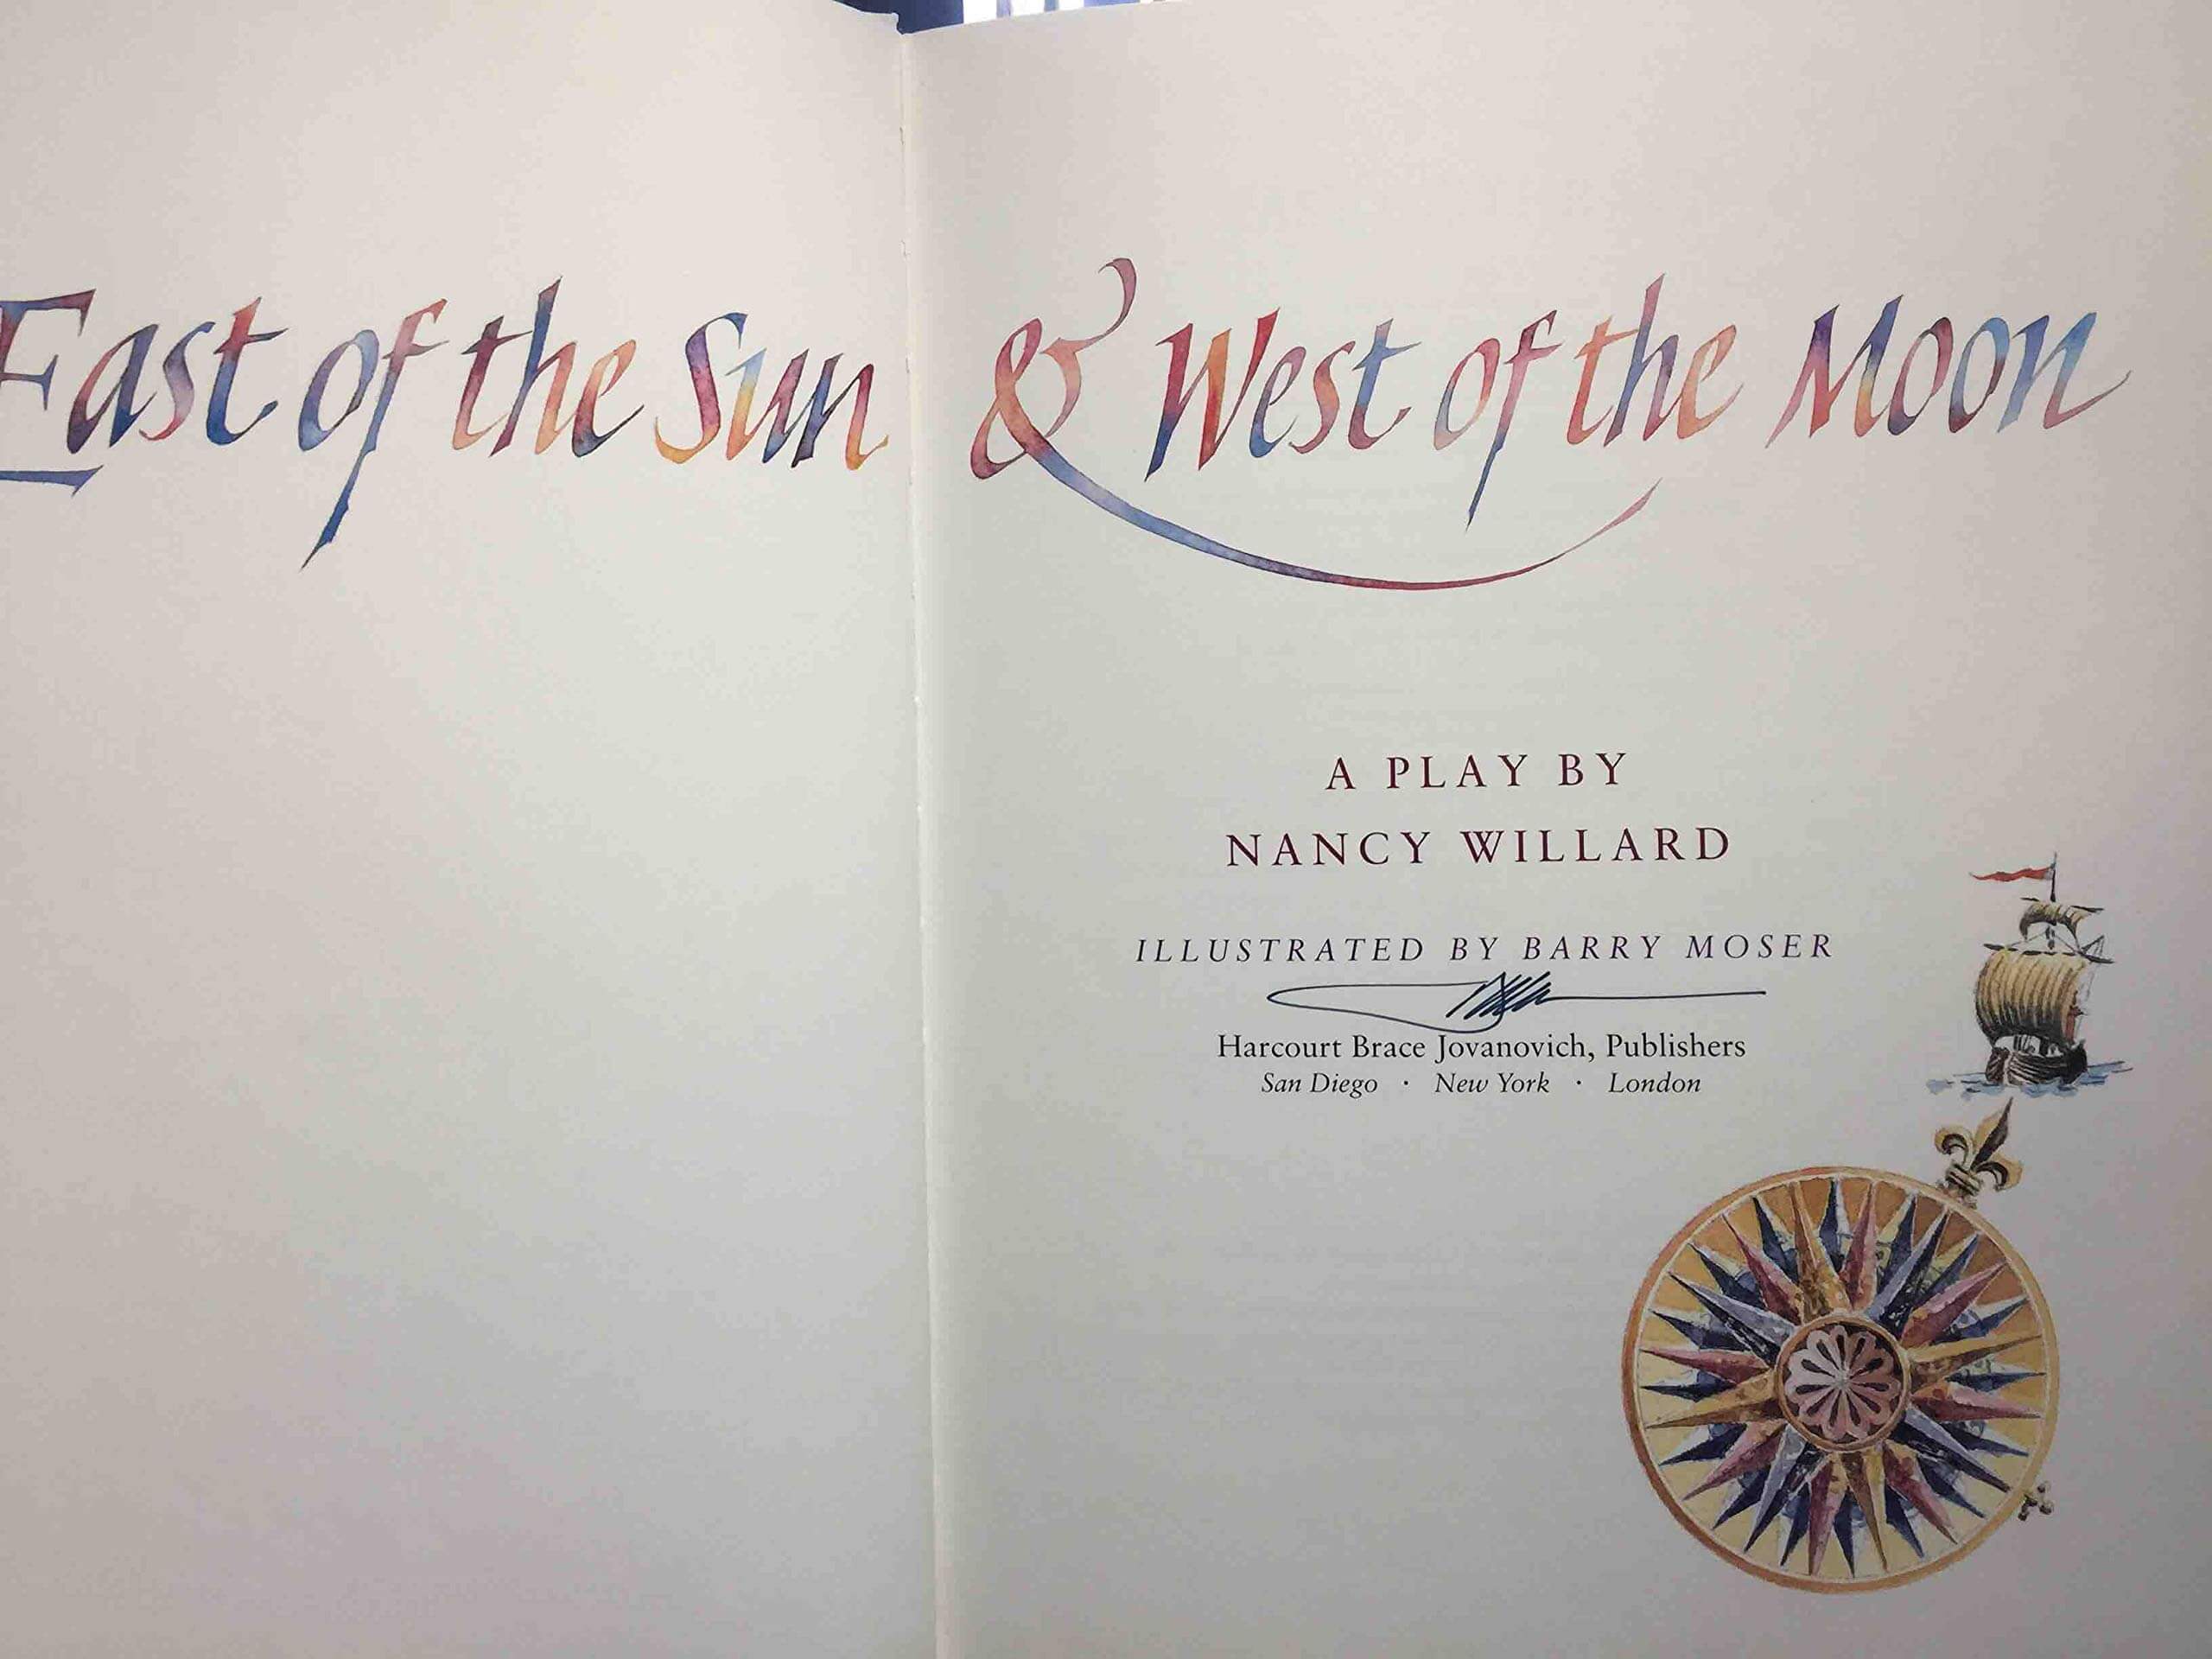 East of the Sun & West of the Moon
A PLAY BY
NANCY WILLARD
ILLUSTRATED BY BARRY MOSER
Harcourt Brace Jovanovich, Publishers
San Diego · New York · London